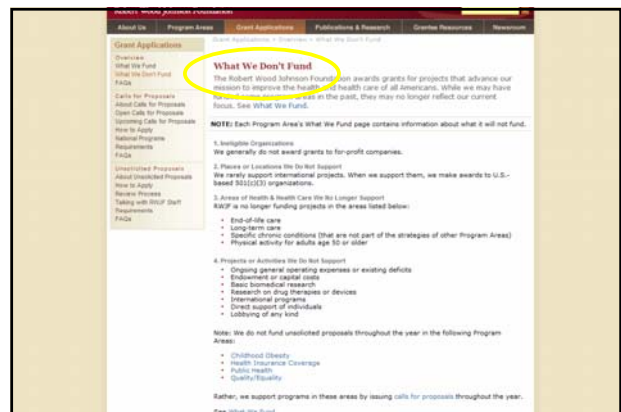 Robert Wood Johnson Foundation
About Us Program Areas Grant Applications Publications & Research Grantee Resources Newsroom
Grant Applications > Overview > What We Don't Fund
Grant Applications
Overview
What We Fund
What We Don't Fund
FAQs
Calls for Proposals
About Calls for Proposals
Open Calls for Proposals
Upcoming Calls for Proposals
How to Apply
National Programs
Requirements
FAQs
Unsolicited Proposals
About Unsolicited Proposals
How to Apply
Review Process
Talking with RWJF Staff
Requirements
FAQs
What We Don't Fund
The Robert Wood Johnson Foundation awards grants for projects that advance our
mission to improve the health and health care of all Americans. While we may have
in the past, they may no longer reflect our current
focus. See What We Fund.
NOTE: Each Program Area's What We Fund page contains information about what it will not fund.
1. Ineligible Organizations
We generally do not award grants to for-profit companies.
2. Places or Locations We Do Not Support
We rarely support international projects. When we support them, we make awards to U.S.-
based 501(c)(3) organizations.
3. Areas of Health & Health Care We No Longer Support
RWJF is no longer funding projects in the areas listed below:
• End-of-life care
• Long-term care
• Specific chronic conditions (that are not part of the strategies of other Program Areas)
• Physical activity for adults age 50 or older
4. Projects or Activities We Do Not Support
• Ongoing general operating expenses or existing deficits
• Endowment or capital costs
• Basic biomedical research
• Research on drug therapies or devices
• International programs
• Direct support of individuals
• Lobbying of any kind
Note: We do not fund unsolicited proposals throughout the year in the following Program
Areas:
• Childhood Obesity
• Health Insurance Coverage
• Public Health
• Quality/Equality
Rather, we support programs in these areas by issuing calls for proposals throughout the year.
See What We Fund